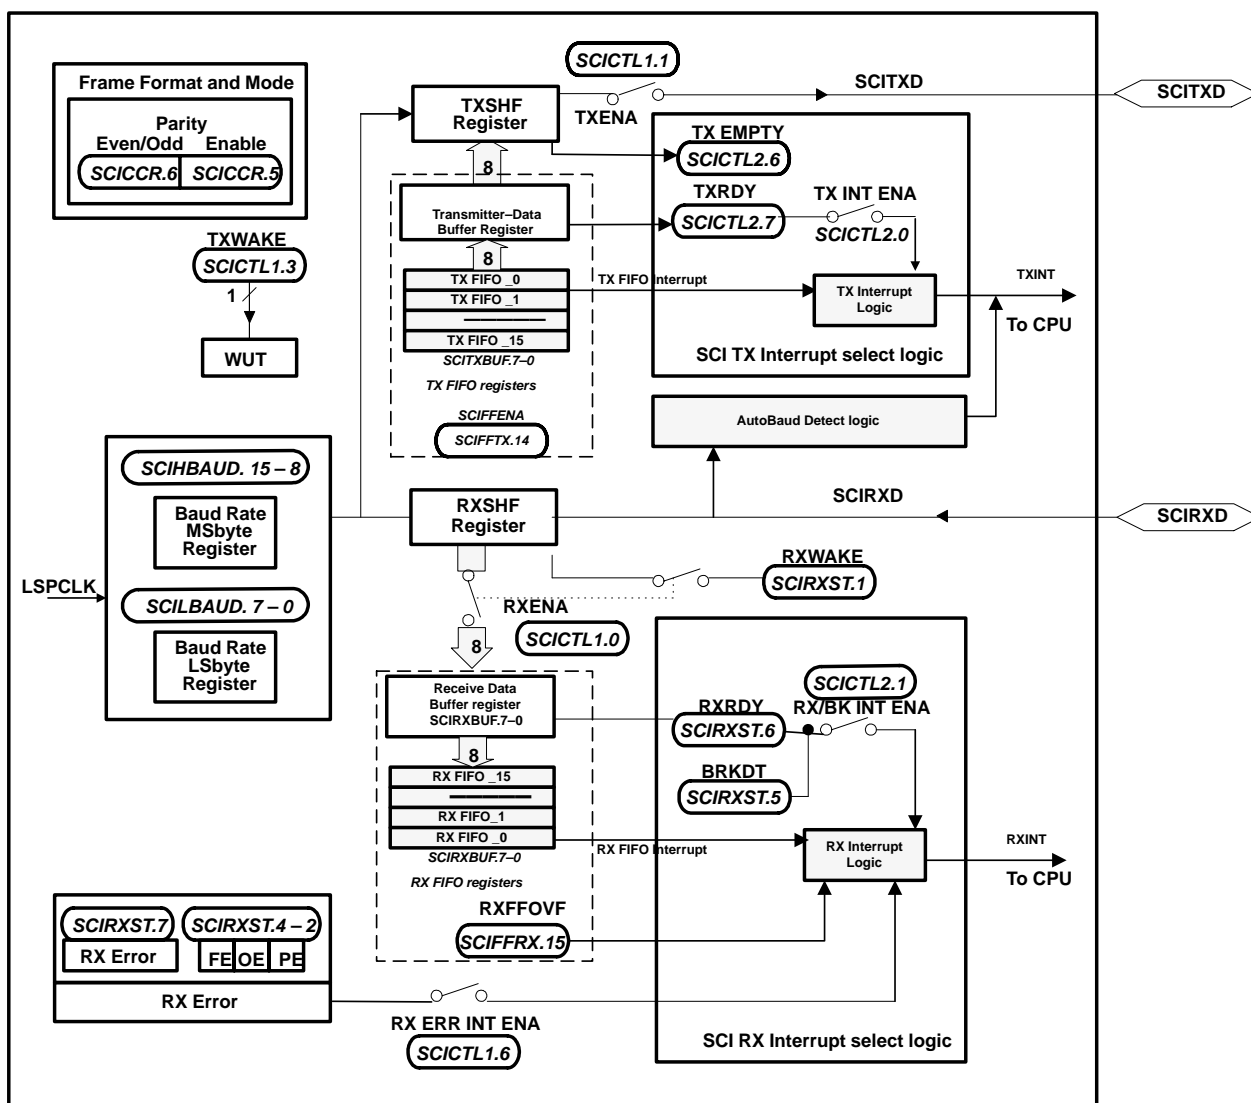 Frame Format and Mode
Parity
Even/Odd Enable
SCICCR.6 SCICCR.5
TXWAKE
SCICTL1.3
1
WUT
SCICTL1.1
TXSHF
Register
TXENA
SCITXD
SCITXD
8
Transmitter–Data
Buffer Register
8
TX FIFO _0
TX FIFO _1
TX FIFO _15
SCITXBUF.7–0
TX FIFO registers
SCIFFENA
SCIFFTX.14
TX FIFO Interrupt
TX EMPTY
SCICTL2.6
TXRDY
SCICTL2.7
TX INT ENA
SCICTL2.0
TX Interrupt
Logic
SCI TX Interrupt select logic
TXINT
To CPU
AutoBaud Detect logic
SCIHBAUD. 15 – 8
Baud Rate
MSbyte
Register
LSPCLK
SCILBAUD. 7 – 0
Baud Rate
LSbyte
Register
RXSHF
Register
SCIRXD
SCIRXD
RXWAKE
SCIRXST.1
RXENA
SCICTL1.0
8
Receive Data
Buffer register
SCIRXBUF.7–0
8
RX FIFO _15
RX FIFO_1
RX FIFO _0
SCIRXBUF.7–0
RX FIFO registers
RX FIFO Interrupt
RXFFOVF
SCIFFRX.15
SCICTL2.1
RX/BK INT ENA
RXRDY
SCIRXST.6
BRKDT
SCIRXST.5
RX Interrupt
Logic
RXINT
To CPU
SCI RX Interrupt select logic
SCIRXST.7 SCIRXST.4 – 2
RX Error FE OE PE
RX Error
RX ERR INT ENA
SCICTL1.6